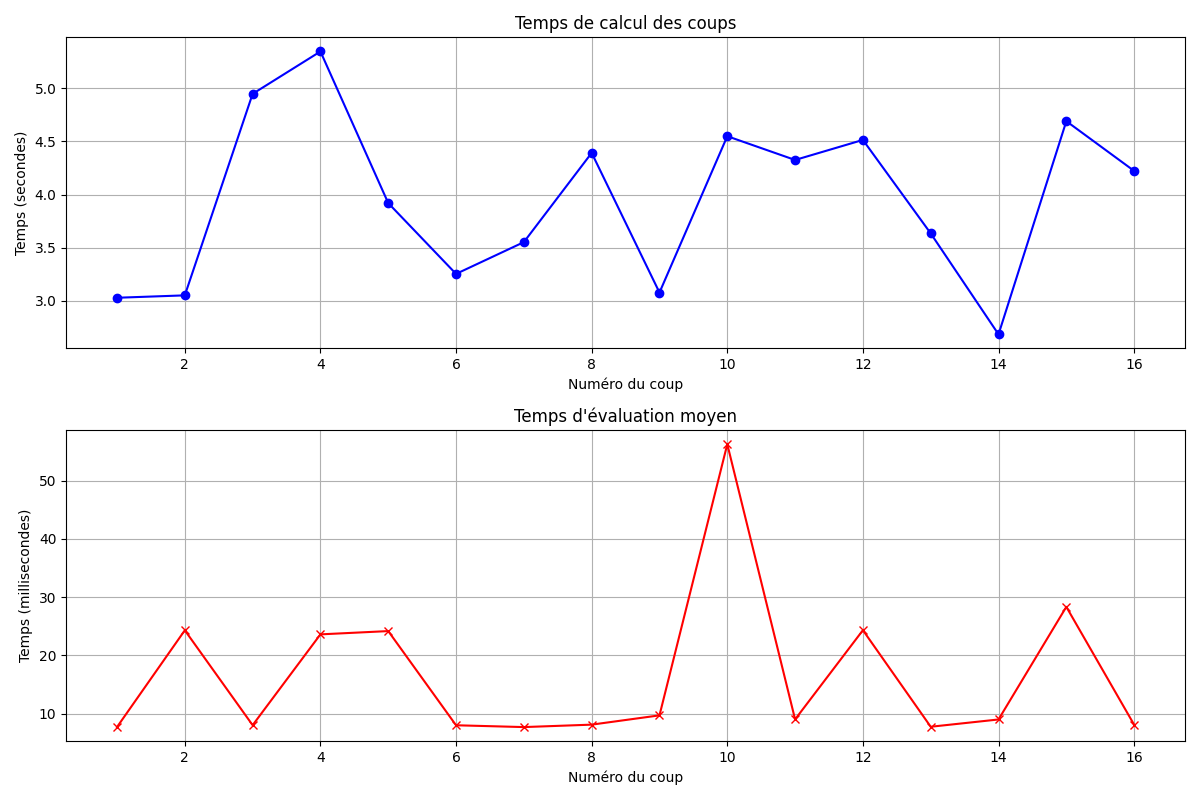 Temps de calcul des coups
Temps (secondes)
5.0
4.5
4.0
3.5
3.0
2 4 6 8 10 12 14 16
Numéro du coup
Temps d'évaluation moyen
Temps (millisecondes)
50
40
30
20
10
2 4 6 8 10 12 14 16
Numéro du coup